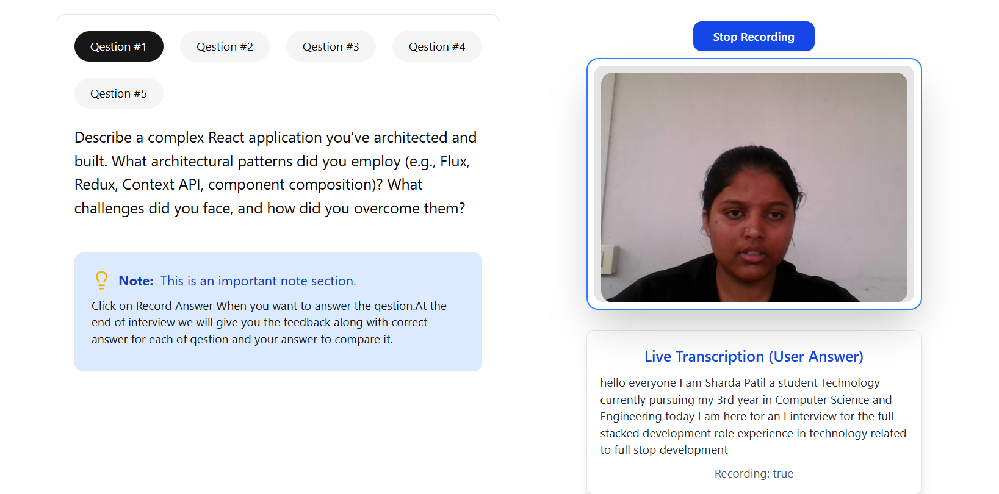 Qestion #1
Qestion #2
Qestion #3
Qestion #4
Qestion #5
Describe a complex React application you've architected and
built. What architectural patterns did you employ (e.g., Flux,
Redux, Context API, component composition)? What
challenges did you face, and how did you overcome them?
Note: This is an important note section.
Click on Record Answer When you want to answer the qestion.At the
end of interview we will give you the feedback along with correct
answer for each of qestion and your answer to compare it.
Stop Recording
Live Transcription (User Answer)
hello everyone I am Sharda Patil a student Technology
currently pursuing my 3rd year in Computer Science and
Engineering today I am here for an I interview for the full
stacked development role experience in technology related
to full stop development
Recording: true